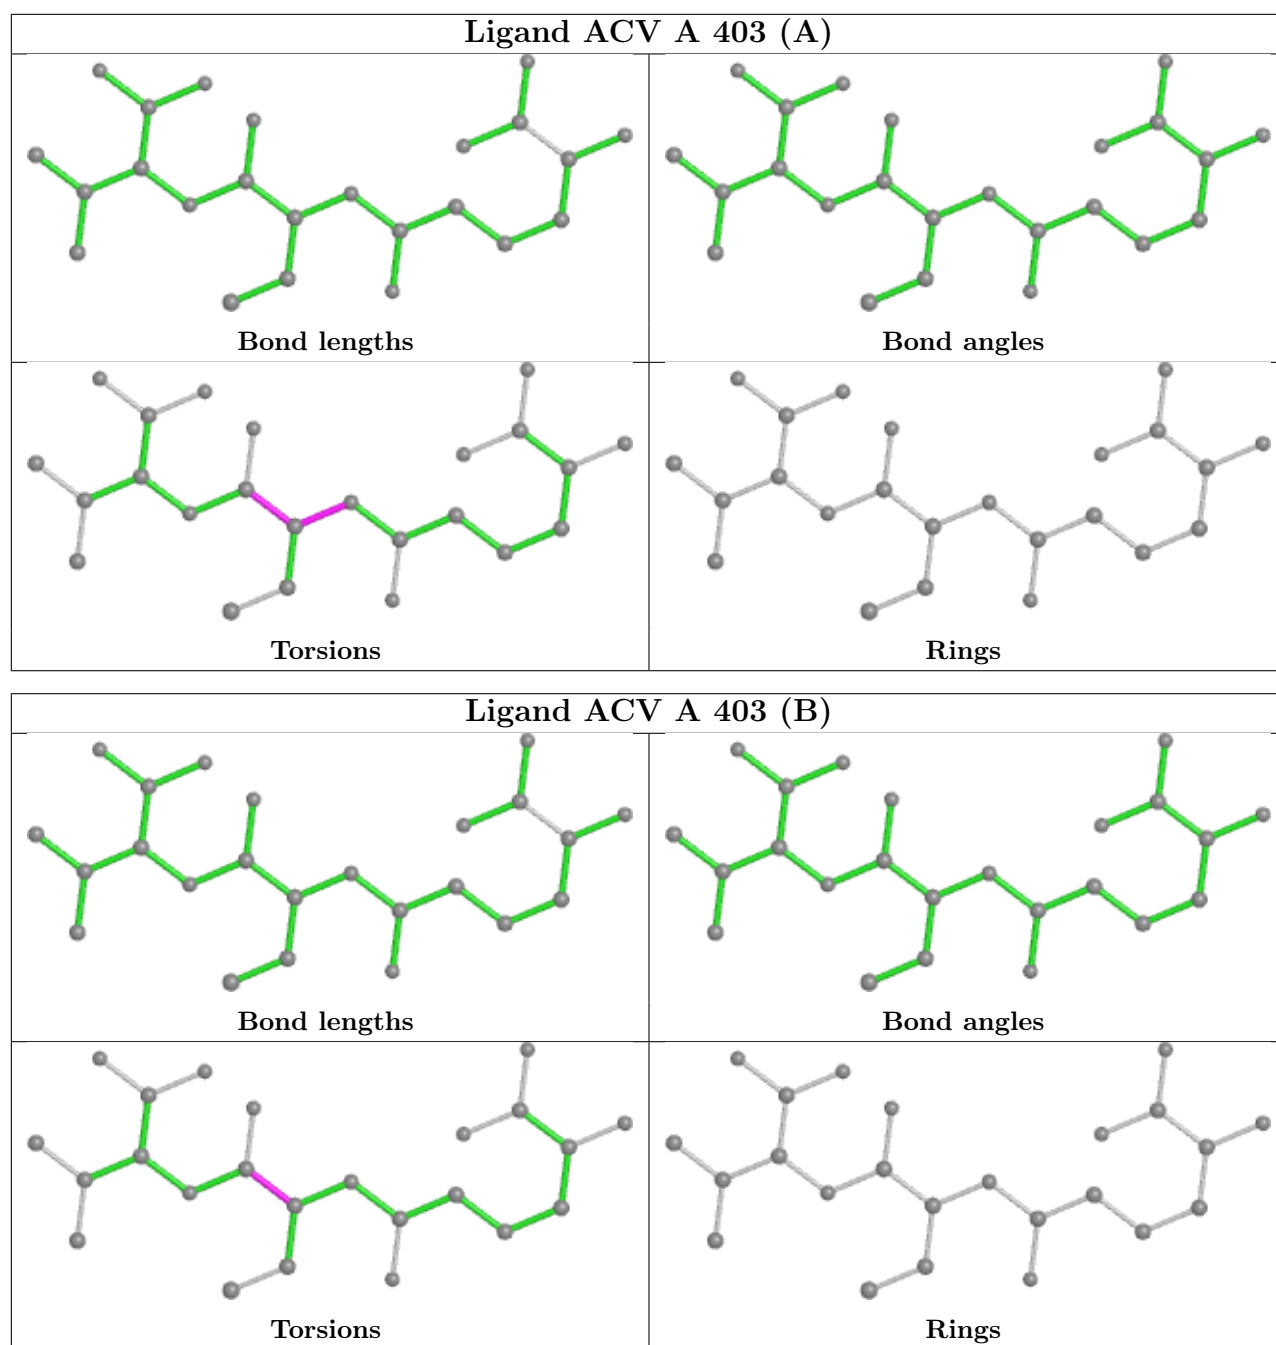 Ligand ACV A 403 (A)
Bond lengths
Bond angles
Torsions
Rings
Ligand ACV A 403 (B)
Bond lengths
Bond angles
Torsions
Rings